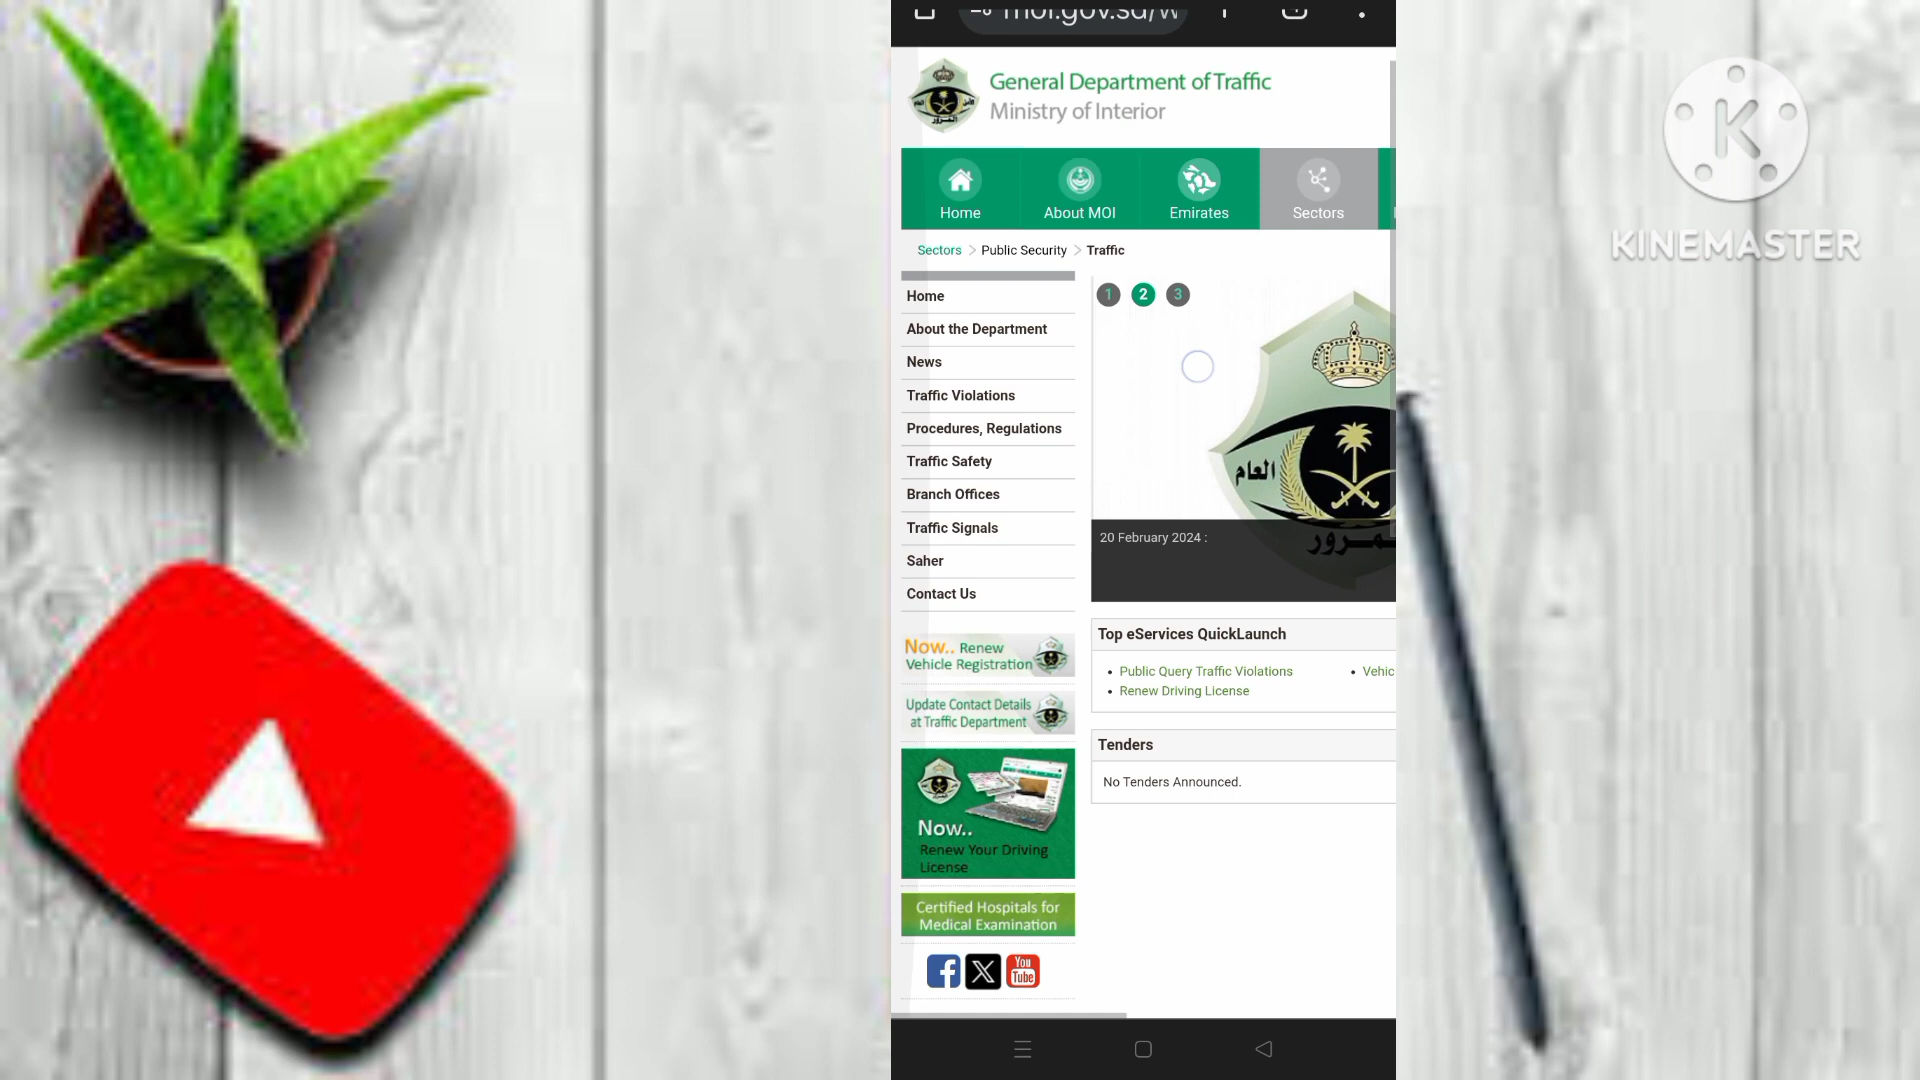 moi.gov.sa/w
General Department of Traffic
Ministry of Interior
Home
About MOI
Emirates
Sectors
Sectors > Public Security > Traffic
Home
About the Department
News
Traffic Violations
Procedures, Regulations
Traffic Safety
Branch Offices
Traffic Signals
Saher
Contact Us
Now.. Renew
Vehicle Registration
Update Contact Details
at Traffic Department
Now..
Renew Your Driving
License
Certified Hospitals for
Medical Examination
f X You
Tube
1 2 3
العام
20 February 2024 :
Top eServices QuickLaunch
• Public Query Traffic Violations
• Vehic
• Renew Driving License
Tenders
No Tenders Announced.
K
KINEMASTER